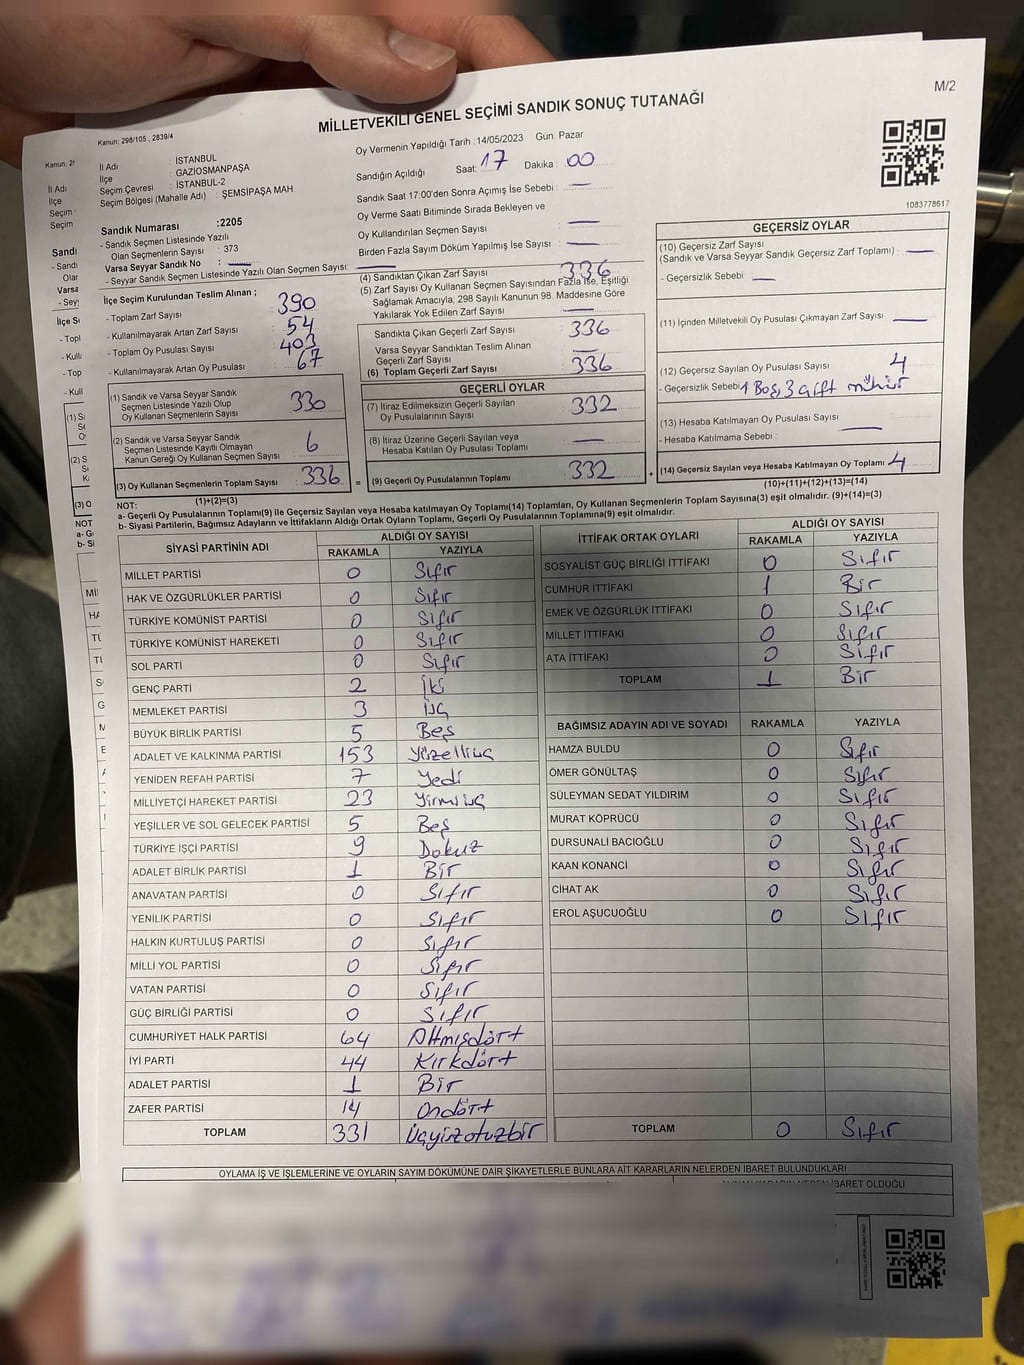 M/2
MİLLETVEKİLİ GENEL SEÇİMİ SANDIK SONUÇ TUTANAĞI
Kanun: 298/105 , 2839/4
İl Adı : İSTANBUL
İlçe : GAZİOSMANPAŞA
Seçim Çevresi : İSTANBUL-2
Seçim Bölgesi (Mahalle Adı) : ŞEMSİPAŞA MAH
Oy Vermenin Yapıldığı Tarih :14/05/2023 Gün: Pazar
Sandığın Açıldığı Saat: 17 Dakika : 00
Sandık Saat 17:00'den Sonra Açımış İse Sebebi : —
Oy Verme Saati Bitiminde Sırada Bekleyen ve
Oy Kullandırılan Seçmen Sayısı —
Birden Fazla Sayım Döküm Yapılmış İse Sayısı : —
1083778617
Sandık Numarası :2205
- Sandık Seçmen Listesinde Yazılı
Olan Seçmenlerin Sayısı : 373
Varsa Seyyar Sandık No : —
- Seyyar Sandık Seçmen Listesinde Yazılı Olan Seçmen Sayısı: —
İlçe Seçim Kurulundan Teslim Alınan ;
- Toplam Zarf Sayısı : 390
- Kullanılmayarak Artan Zarf Sayısı : 54
- Toplam Oy Pusulası Sayısı : 403
- Kullanılmayarak Artan Oy Pusulası : 67
(1) Sandık ve Varsa Seyyar Sandık
Seçmen Listesinde Yazılı Olup
Oy Kullanan Seçmenlerin Sayısı 330
(2) Sandık ve Varsa Seyyar Sandık
Seçmen Listesinde Kayıtlı Olmayan
Kanun Gereği Oy Kullanan Seçmen Sayısı 6
(3) Oy Kullanan Seçmenlerin Toplam Sayısı 336
(1)+(2)=(3)
(4) Sandıktan Çıkan Zarf Sayısı 336
(5) Zarf Sayısı Oy Kullanan Seçmen Sayısından Fazla İse, Eşitliği
Sağlamak Amacıyla; 298 Sayılı Kanunun 98. Maddesine Göre
Yakılarak Yok Edilen Zarf Sayısı : —
Sandıkta Çıkan Geçerli Zarf Sayısı 336
Varsa Seyyar Sandıktan Teslim Alınan
Geçerli Zarf Sayısı —
(6) Toplam Geçerli Zarf Sayısı 336
GEÇERLİ OYLAR
(7) İtiraz Edilmeksizin Geçerli Sayılan
Oy Pusulalarının Sayısı 332
(8) İtiraz Üzerine Geçerli Sayılan veya
Hesaba Katılan Oy Pusulası Toplamı —
= (9) Geçerli Oy Pusulalarının Toplamı 332 +
GEÇERSİZ OYLAR
(10) Geçersiz Zarf Sayısı
(Sandık ve Varsa Seyyar Sandık Geçersiz Zarf Toplamı) : —
- Geçersizlik Sebebi : —
(11) İçinden Milletvekili Oy Pusulası Çıkmayan Zarf Sayısı : —
(12) Geçersiz Sayılan Oy Pusulası Sayısı : 4
- Geçersizlik Sebebi : 1 Boş, 3 çift mühür
(13) Hesaba Katılmayan Oy Pusulası Sayısı : —
- Hesaba Katılmama Sebebi :
(14) Geçersiz Sayılan veya Hesaba Katılmayan Oy Toplamı 4
(10)+(11)+(12)+(13)=(14)
NOT:
a- Geçerli Oy Pusulalarının Toplamı(9) ile Geçersiz Sayılan veya Hesaba katılmayan Oy Toplamı(14) Toplamları, Oy Kullanan Seçmenlerin Toplam Sayısına(3) eşit olmalıdır. (9)+(14)=(3)
b- Siyasi Partilerin, Bağımsız Adayların ve İttifakların Aldığı Ortak Oyların Toplamı, Geçerli Oy Pusulalarının Toplamına(9) eşit olmalıdır.
SİYASİ PARTİNİN ADI ALDIĞI OY SAYISI
RAKAMLA YAZIYLA
MİLLET PARTİSİ 0 Sıfır
HAK VE ÖZGÜRLÜKLER PARTİSİ 0 Sıfır
TÜRKİYE KOMÜNİST PARTİSİ 0 Sıfır
TÜRKİYE KOMÜNİST HAREKETİ 0 Sıfır
SOL PARTİ 0 Sıfır
GENÇ PARTİ 2 İki
MEMLEKET PARTİSİ 3 üç
BÜYÜK BİRLİK PARTİSİ 5 Beş
ADALET VE KALKINMA PARTİSİ 153 Yüzelliüç
YENİDEN REFAH PARTİSİ 7 Yedi
MİLLİYETÇİ HAREKET PARTİSİ 23 Yirmiüç
YEŞİLLER VE SOL GELECEK PARTİSİ 5 Beş
TÜRKİYE İŞÇİ PARTİSİ 9 Dokuz
ADALET BİRLİK PARTİSİ 1 Bir
ANAVATAN PARTİSİ 0 Sıfır
YENİLİK PARTİSİ 0 Sıfır
HALKIN KURTULUŞ PARTİSİ 0 Sıfır
MİLLİ YOL PARTİSİ 0 Sıfır
VATAN PARTİSİ 0 Sıfır
GÜÇ BİRLİĞİ PARTİSİ 0 Sıfır
CUMHURİYET HALK PARTİSİ 64 Altmışdört
İYİ PARTİ 44 Kırkdört
ADALET PARTİSİ 1 Bir
ZAFER PARTİSİ 14 Ondört
TOPLAM 331 Üçyüzotuzbir
İTTİFAK ORTAK OYLARI ALDIĞI OY SAYISI
RAKAMLA YAZIYLA
SOSYALİST GÜÇ BİRLİĞİ İTTİFAKI 0 Sıfır
CUMHUR İTTİFAKI 1 Bir
EMEK VE ÖZGÜRLÜK İTTİFAKI 0 Sıfır
MİLLET İTTİFAKI 0 Sıfır
ATA İTTİFAKI 0 Sıfır
TOPLAM 1 Bir
BAĞIMSIZ ADAYIN ADI VE SOYADI RAKAMLA YAZIYLA
HAMZA BULDU 0 Sıfır
ÖMER GÖNÜLTAŞ 0 Sıfır
SÜLEYMAN SEDAT YILDIRIM 0 Sıfır
MURAT KÖPRÜCÜ 0 Sıfır
DURSUNALİ BACIOĞLU 0 Sıfır
KAAN KONANCİ 0 Sıfır
CİHAT AK 0 Sıfır
EROL AŞUCUOĞLU 0 Sıfır
TOPLAM 0 Sıfır
OYLAMA İŞ VE İŞLEMLERİNE VE OYLARIN SAYIM DÖKÜMÜNE DAİR ŞİKAYETLERLE BUNLARA AİT KARARLARIN NELERDEN İBARET BULUNDUKLARI